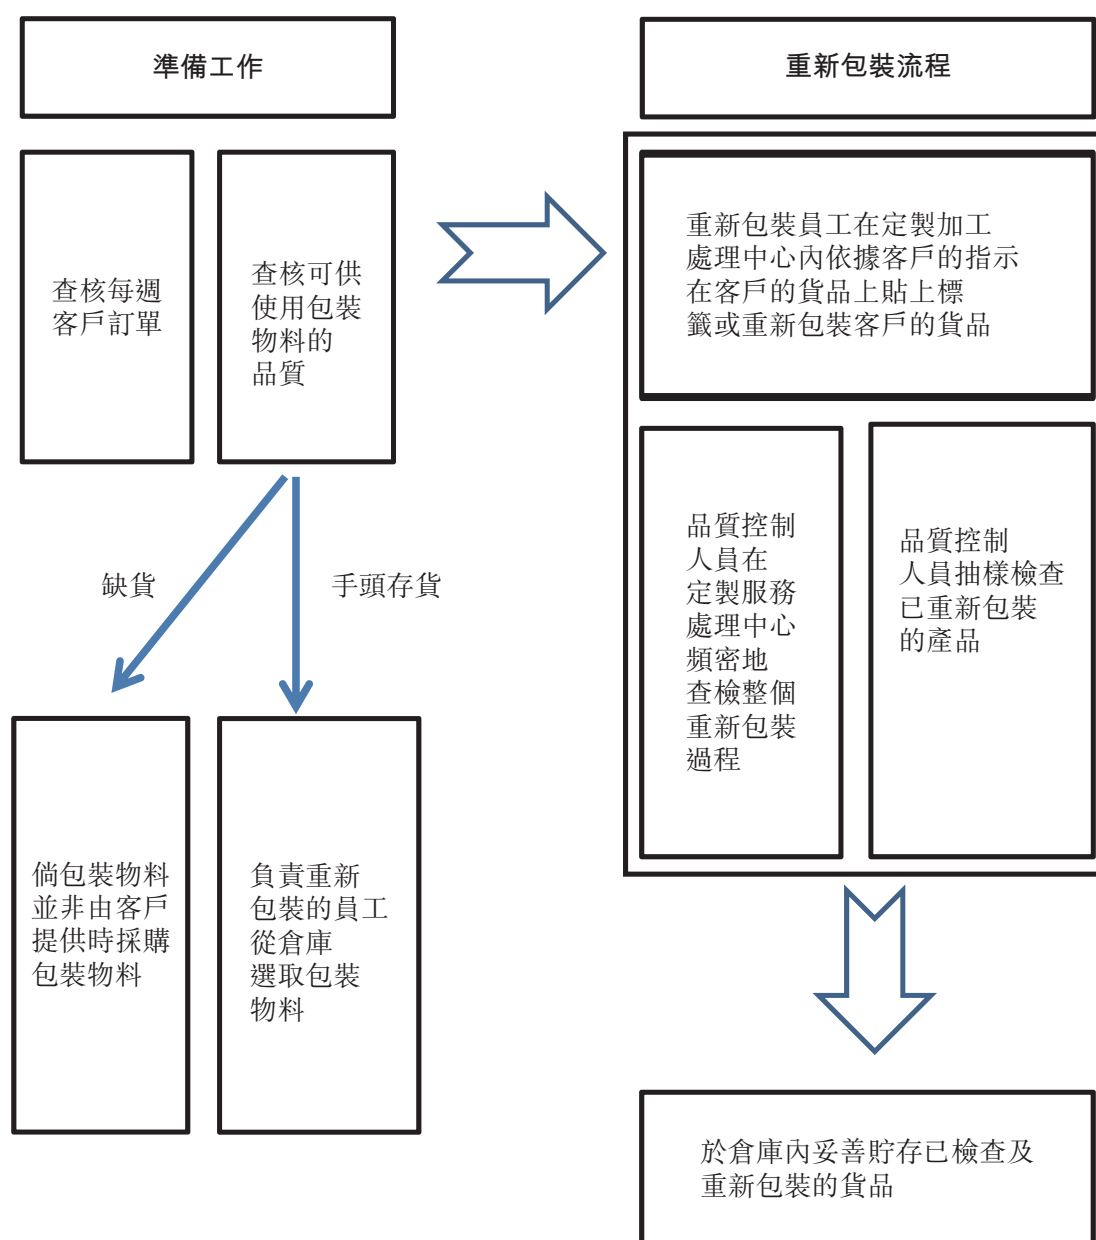 準備工作
查核每週
客戶訂單
查核可供
使用包裝
物料的
品質
缺貨
手頭存貨
倘包裝物料
並非由客戶
提供時採購
包裝物料
負責重新
包裝的員工
從倉庫
選取包裝
物料
重新包裝流程
重新包裝員工在定製加工
處理中心內依據客戶的指示
在客戶的貨品上貼上標
籤或重新包裝客戶的貨品
品質控制
人員在
定製服務
處理中心
頻密地
查檢整個
重新包裝
過程
品質控制
人員抽樣檢查
已重新包裝
的產品
於倉庫內妥善貯存已檢查及
重新包裝的貨品